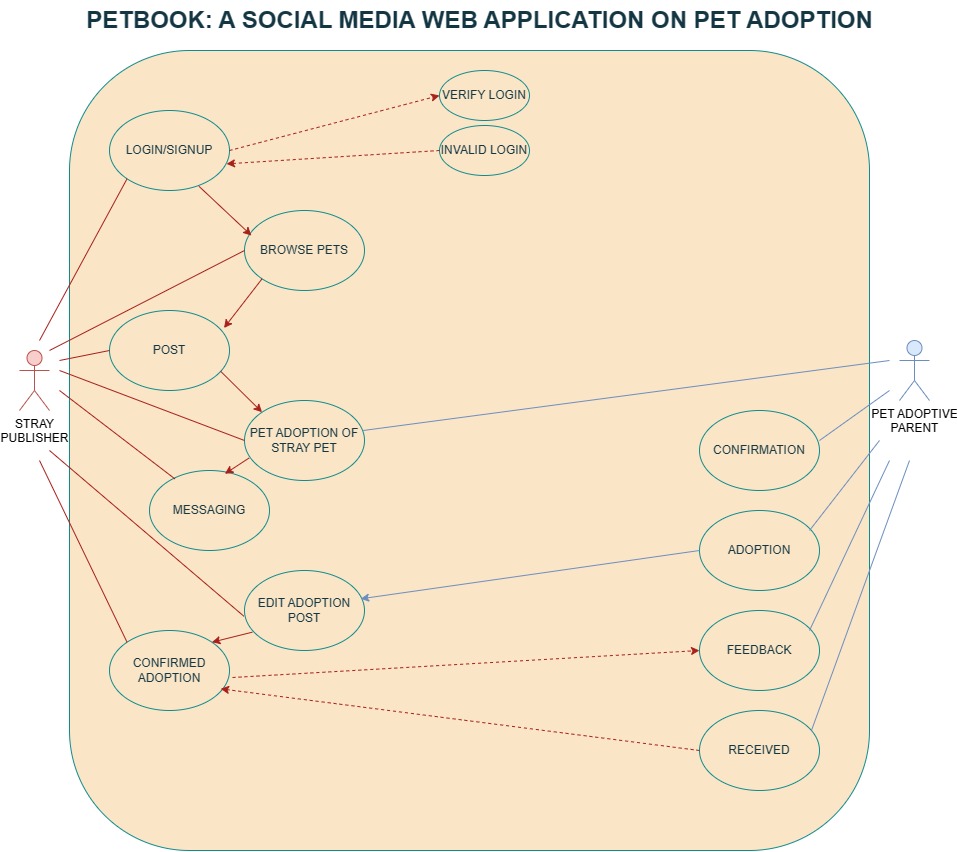 PETBOOK: A SOCIAL MEDIA WEB APPLICATION ON PET ADOPTION
VERIFY LOGIN
LOGIN/SIGNUP
INVALID LOGIN
BROWSE PETS
POST
STRAY
PUBLISHER
PET ADOPTIVE
PARENT
PET ADOPTION OF
STRAY PET
CONFIRMATION
MESSAGING
ADOPTION
EDIT ADOPTION
POST
FEEDBACK
CONFIRMED
ADOPTION
RECEIVED